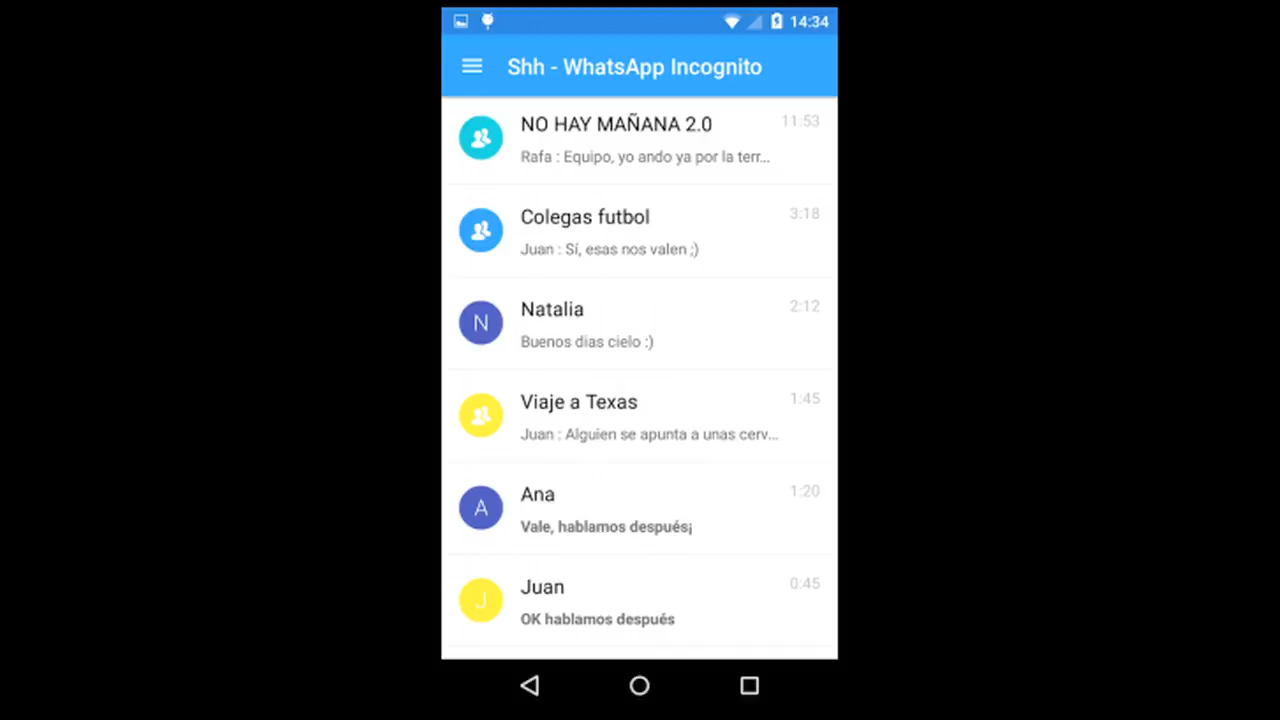 14:34
Shh - WhatsApp Incognito
NO HAY MAÑANA 2.0
11:53
Rafa : Equipo, yo ando ya por la terr...
Colegas futbol
3:18
Juan : Sí, esas nos valen ;)
N
Natalia
2:12
Buenos dias cielo :)
Viaje a Texas
1:45
Juan : Alguien se apunta a unas cerv...
A
Ana
1:20
Vale, hablamos después¡
J
Juan
0:45
OK hablamos después